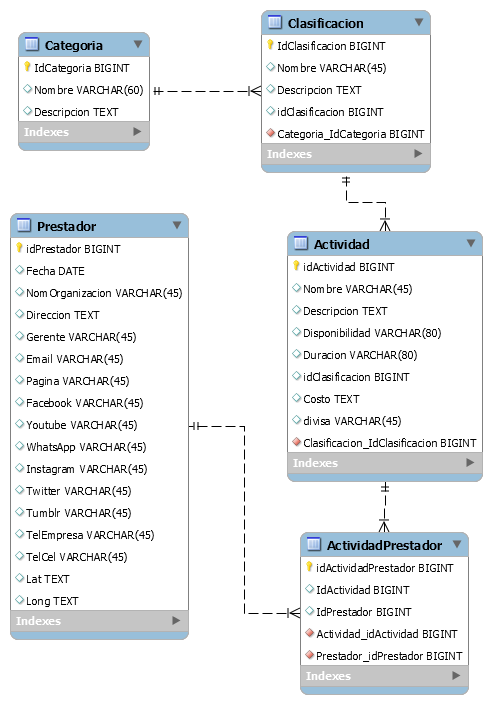 Categoria
IdCategoria BIGINT
Nombre VARCHAR(60)
Descripcion TEXT
Indexes
Clasificacion
IdClasificacion BIGINT
Nombre VARCHAR(45)
Descripcion TEXT
idClasificacion BIGINT
Categoria_IdCategoria BIGINT
Indexes
Prestador
idPrestador BIGINT
Fecha DATE
NomOrganizacion VARCHAR(45)
Direccion TEXT
Gerente VARCHAR(45)
Email VARCHAR(45)
Pagina VARCHAR(45)
Facebook VARCHAR(45)
Youtube VARCHAR(45)
WhatsApp VARCHAR(45)
Instagram VARCHAR(45)
Twitter VARCHAR(45)
Tumblr VARCHAR(45)
TelEmpresa VARCHAR(45)
TelCel VARCHAR(45)
Lat TEXT
Long TEXT
Indexes
Actividad
idActividad BIGINT
Nombre VARCHAR(45)
Descripcion TEXT
Disponibilidad VARCHAR(80)
Duracion VARCHAR(80)
idClasificacion BIGINT
Costo TEXT
divisa VARCHAR(45)
Clasificacion_IdClasificacion BIGINT
Indexes
ActividadPrestador
idActividadPrestador BIGINT
IdActividad BIGINT
IdPrestador BIGINT
Actividad_idActividad BIGINT
Prestador_idPrestador BIGINT
Indexes